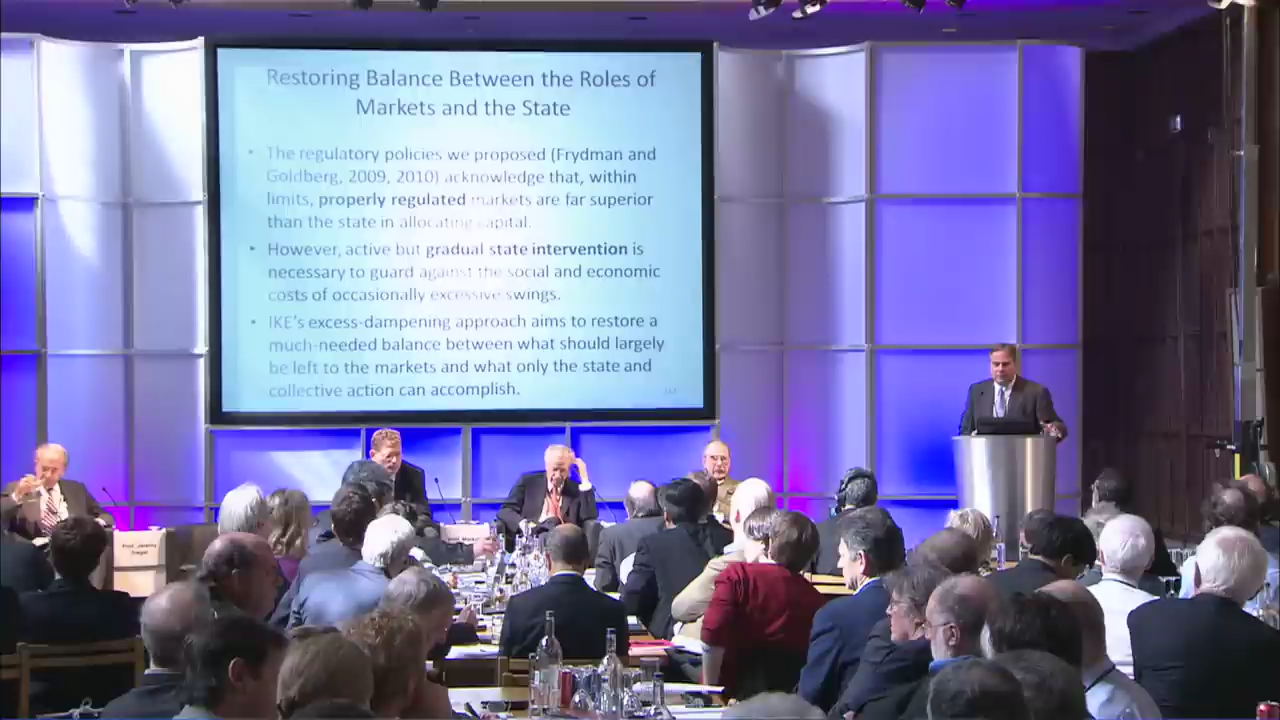 Restoring Balance Between the Roles of
Markets and the State
• The regulatory policies we proposed (Frydman and
Goldberg, 2009, 2010) acknowledge that, within
limits, properly regulated markets are far superior
than the state in allocating capital.
• However, active but gradual state intervention is
necessary to guard against the social and economic
costs of occasionally excessive swings.
• IKE's excess-dampening approach aims to restore a
much-needed balance between what should largely
be left to the markets and what only the state and
collective action can accomplish.
Prof. Jeremy
Siegel